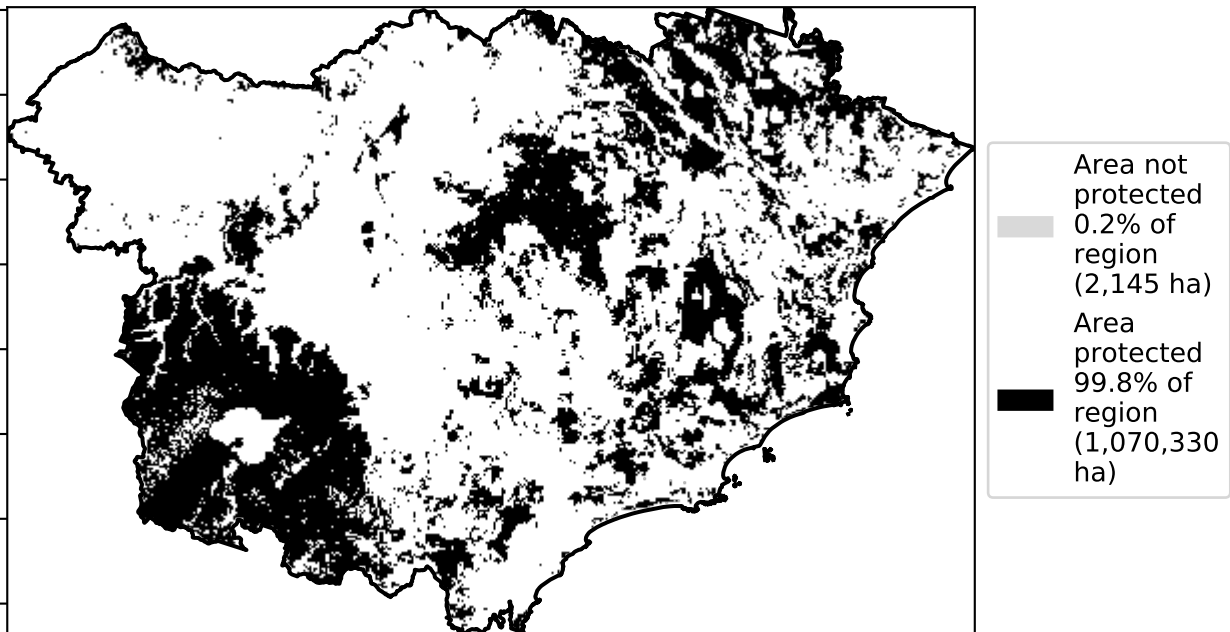 Area not
protected
0.2% of
region
(2,145 ha)
Area
protected
99.8% of
region
(1,070,330
ha)